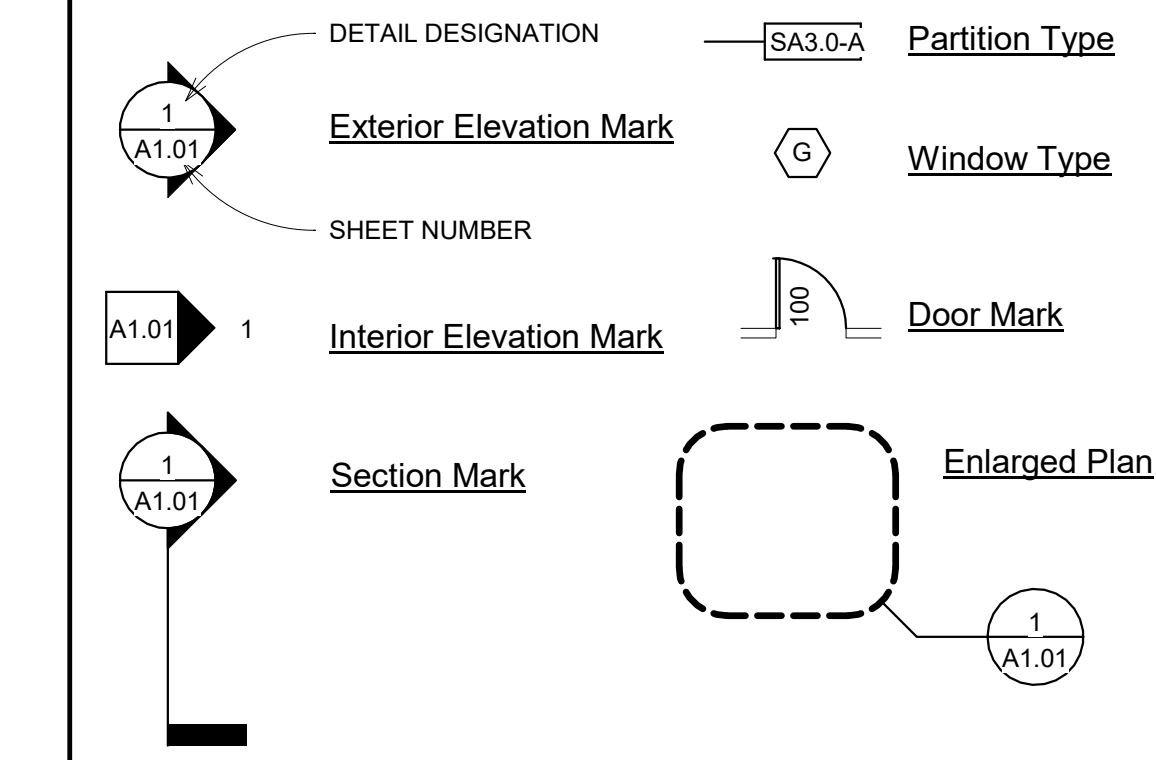 DETAIL DESIGNATION
1
A1.01
Exterior Elevation Mark
SHEET NUMBER
A1.01
1
Interior Elevation Mark
1
A1.01
Section Mark
SA3.0-A
Partition Type
G
Window Type
100
Door Mark
Enlarged Plan
1
A1.01